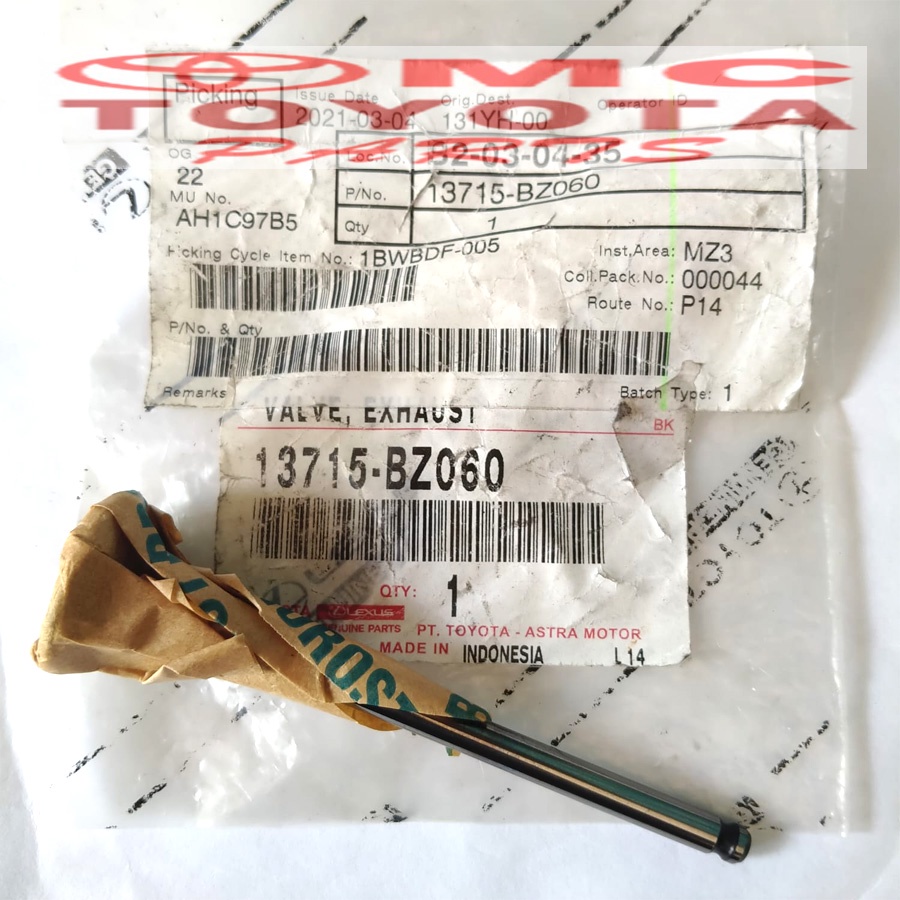 OMC
TOYOTA
PARTS
Picking
Issue Date
2021-03-04
Orig.Dest.
131YH-00
Operator ID
OG
22
MU No.
AH1C97B5
Loc.No. B2-03-04-35
P/No. 13715-BZ060
Qty 1
Picking Cycle Item No.: 1BWBDF-005
Inst.Area: MZ3
Coll.Pack.No.: 000044
Route No.: P14
P/No. & Qty
Remarks
Batch Type: 1
VALVE, EXHAUST
BK
13715-BZ060
QTY: 1
LEXUS
GENUINE PARTS PT. TOYOTA - ASTRA MOTOR
MADE IN INDONESIA L14